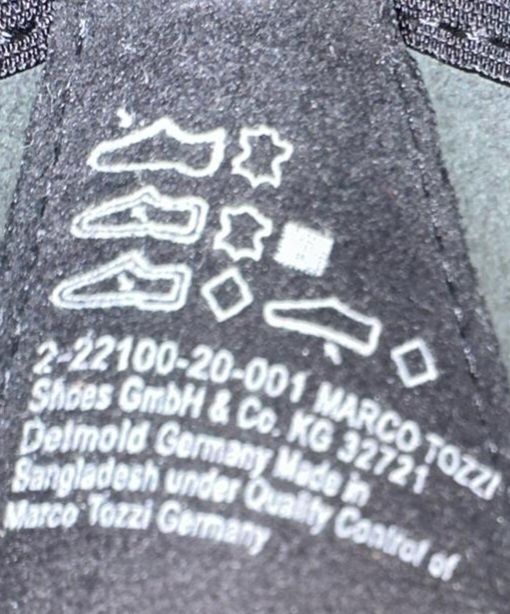 2-22100-20-001 MARCO TOZZI
Shoes GmbH & Co. KG 32721
Detmold Germany Made in
Bangladesh under Quality Control of
Marco Tozzi Germany